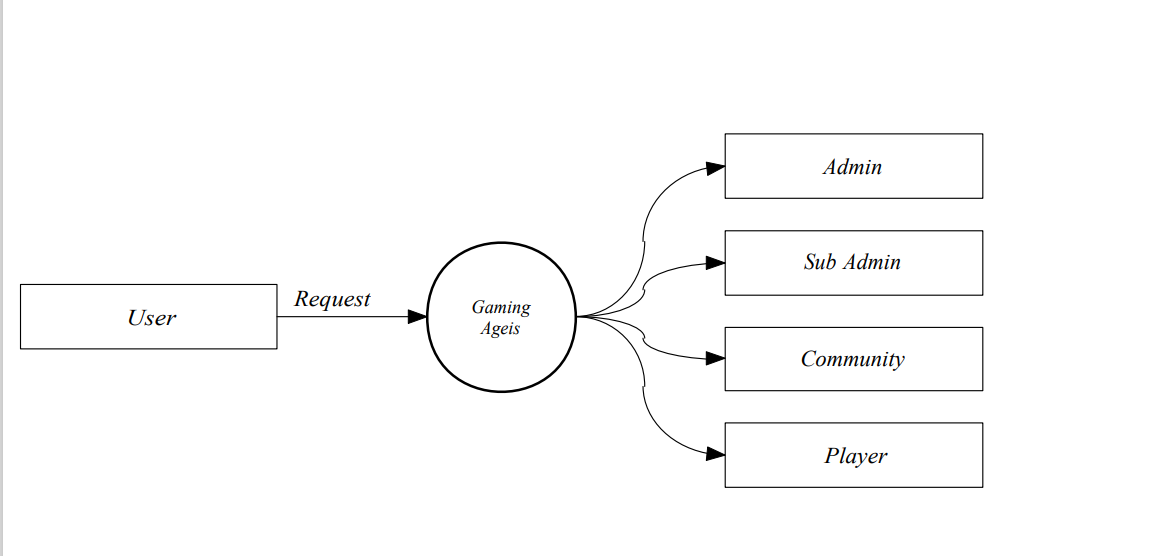 Admin
Sub Admin
Request
Gaming
Ageis
User
Community
Player